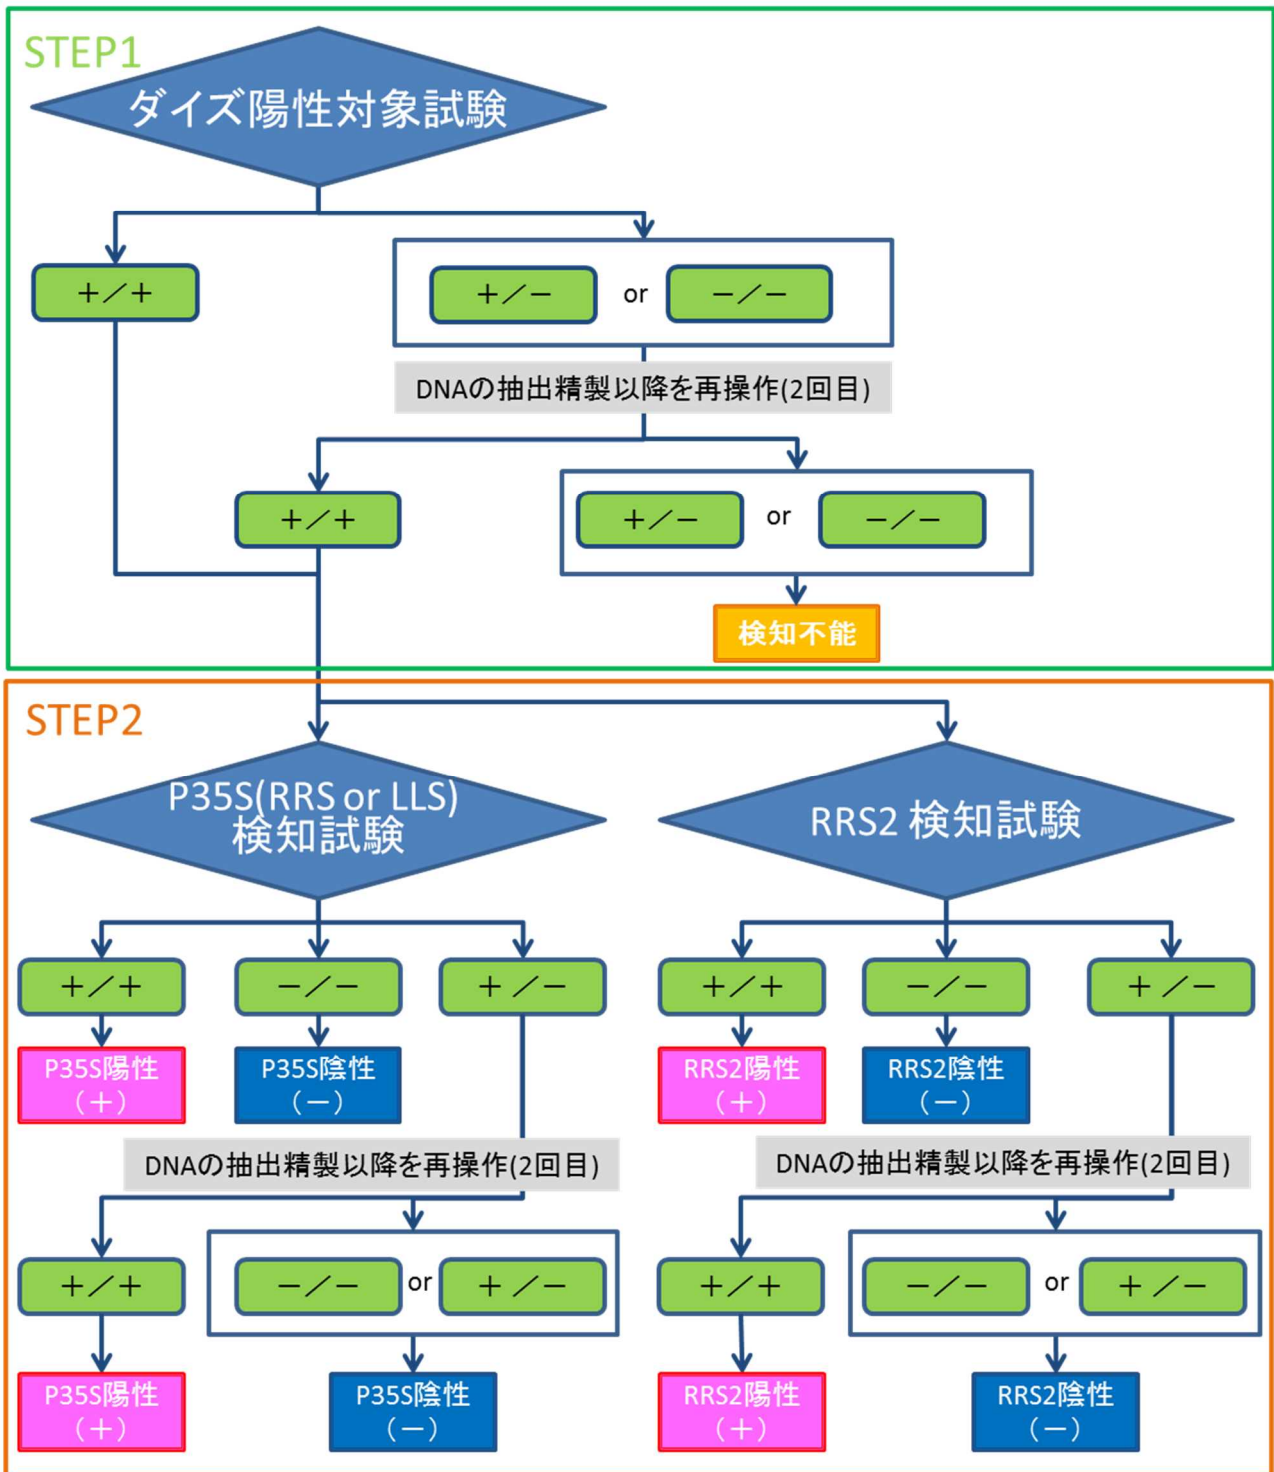 STEP1
ダイズ陽性対象試験
+/+
+/−
or
−/−
DNAの抽出精製以降を再操作(2回目)
+/+
+/−
or
−/−
検知不能
STEP2
P35S(RRS or LLS)
検知試験
RRS2 検知試験
+/+
−/−
+/−
+/+
−/−
+/−
P35S陽性
(+)
P35S陰性
(−)
RRS2陽性
(+)
RRS2陰性
(−)
DNAの抽出精製以降を再操作(2回目)
DNAの抽出精製以降を再操作(2回目)
+/+
−/−
or
+/−
+/+
−/−
or
+/−
P35S陽性
(+)
P35S陰性
(−)
RRS2陽性
(+)
RRS2陰性
(−)